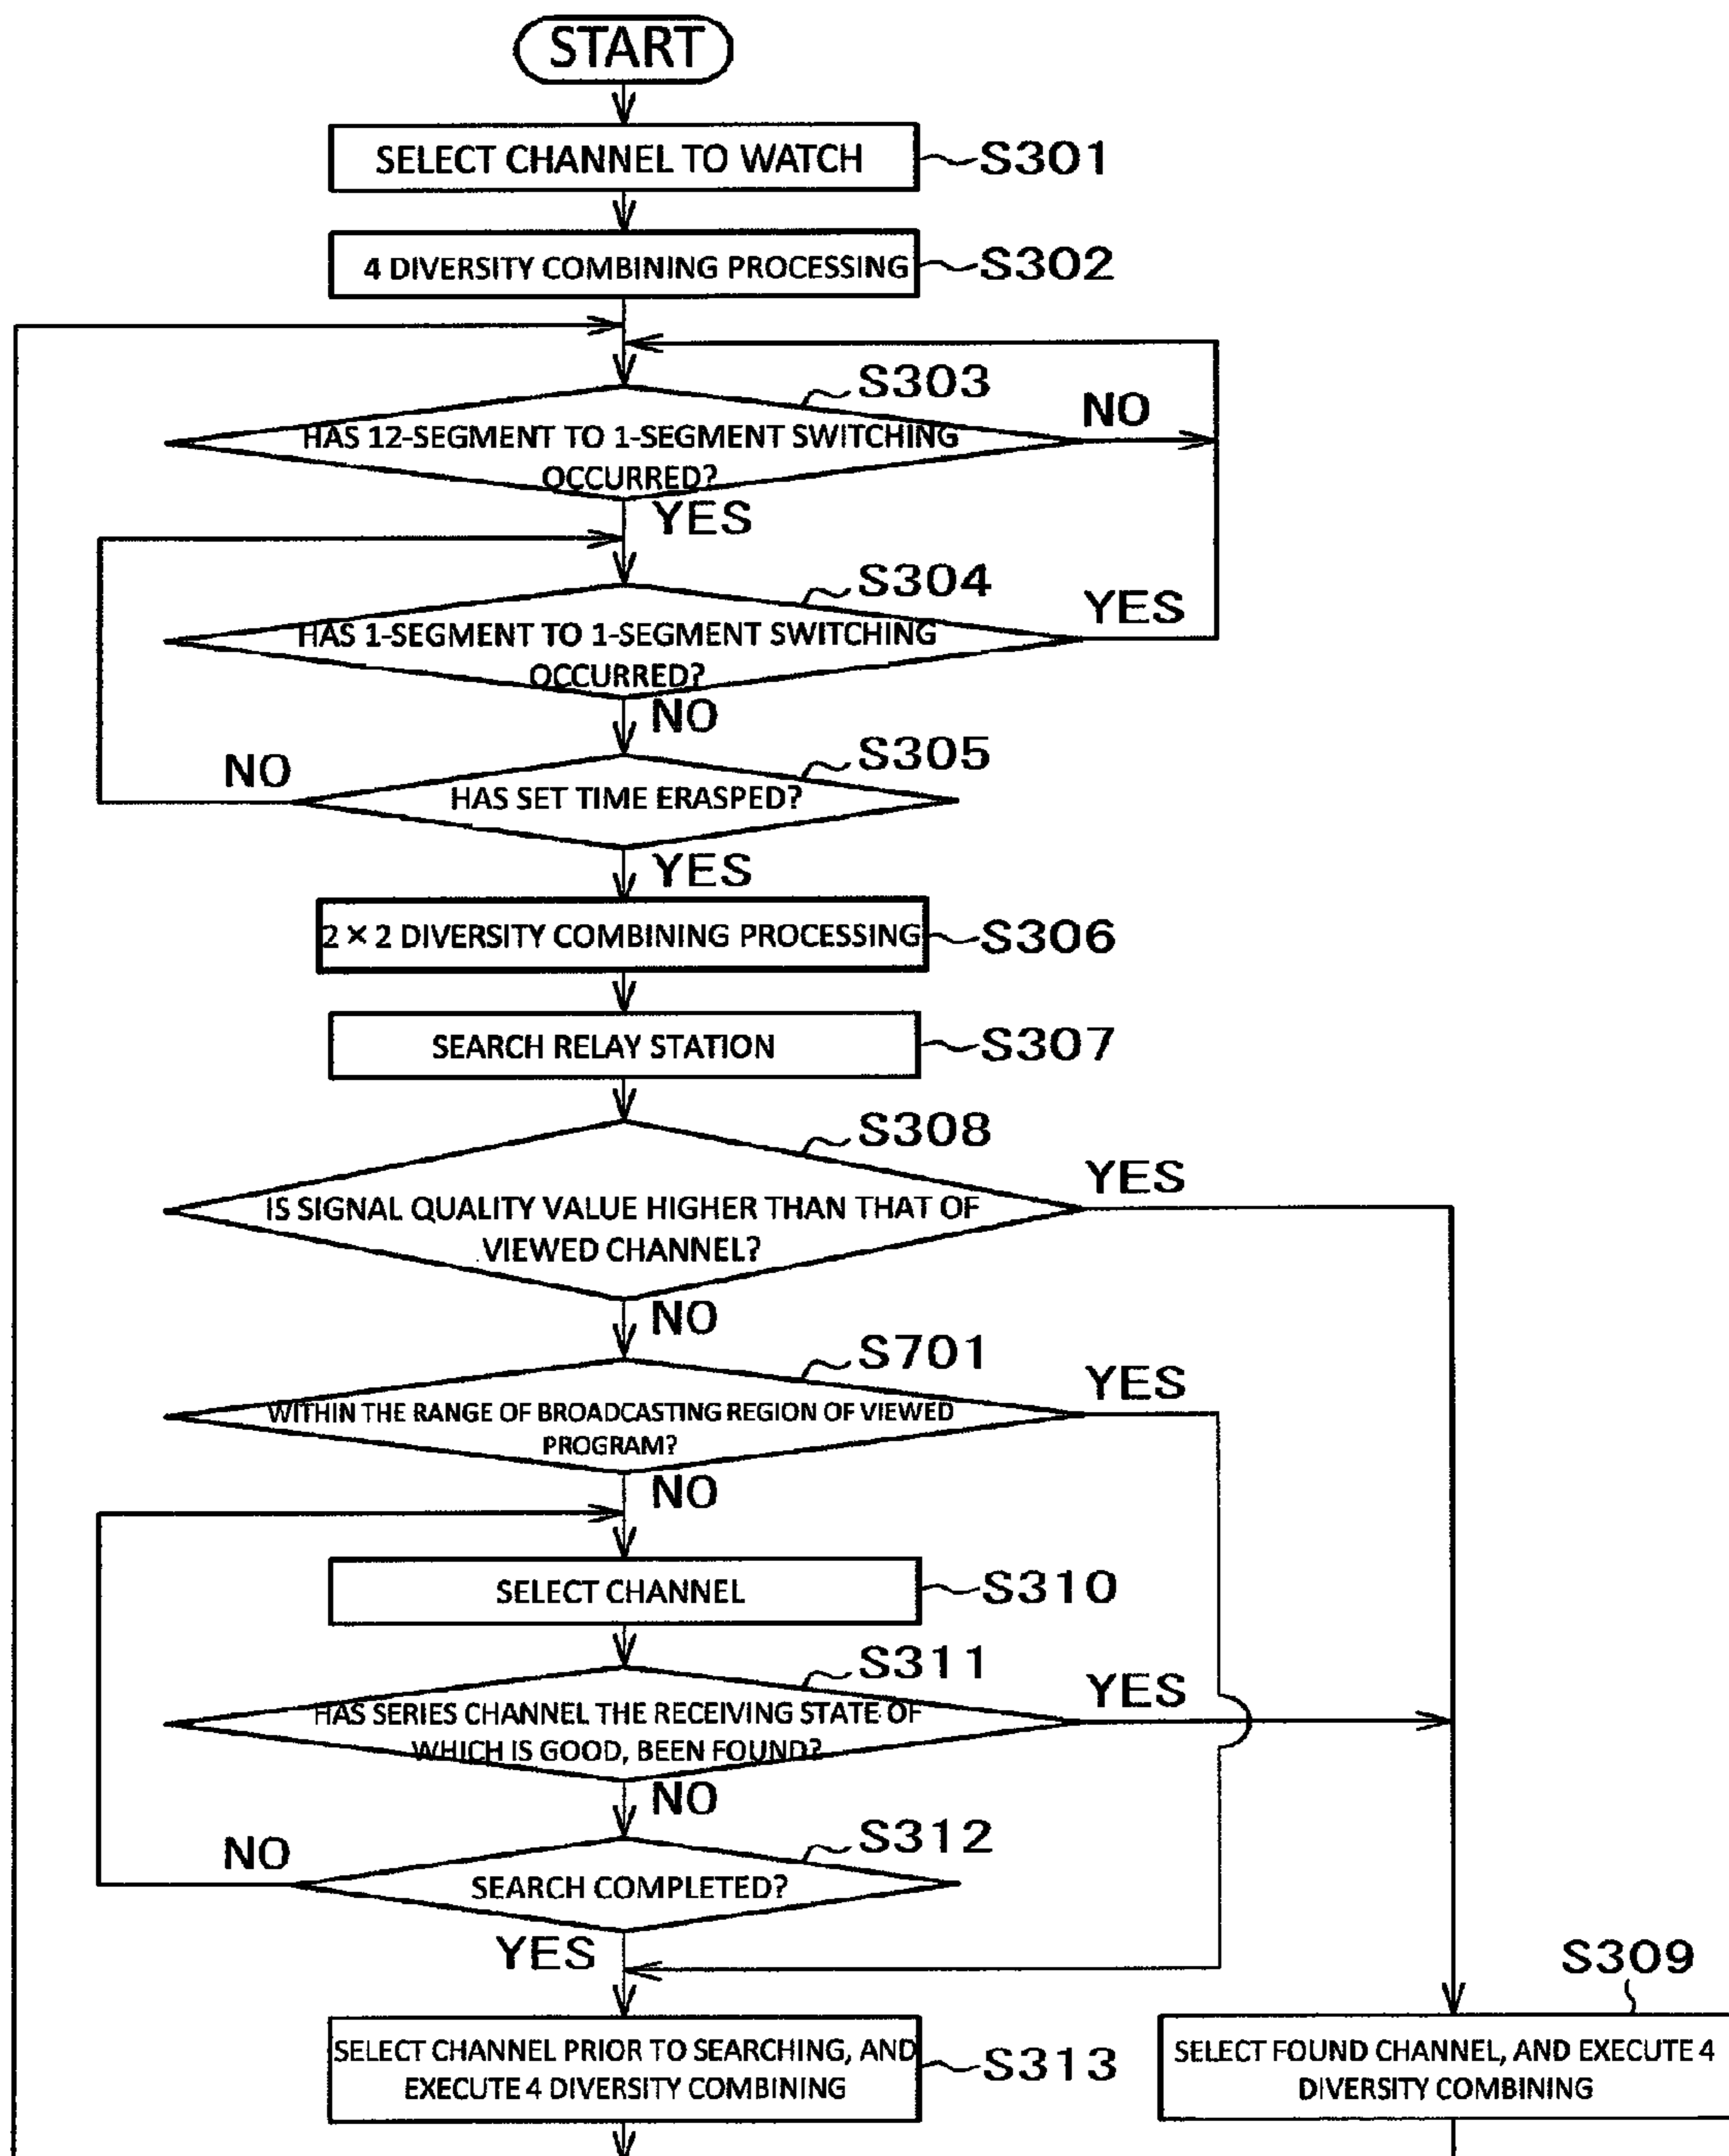 START
SELECT CHANNEL TO WATCH
S301
4 DIVERSITY COMBINING PROCESSING
S302
S303
HAS 12-SEGMENT TO 1-SEGMENT SWITCHING
OCCURRED?
NO
YES
S304
HAS 1-SEGMENT TO 1-SEGMENT SWITCHING
OCCURRED?
YES
NO
S305
NO
HAS SET TIME ERASPED?
YES
2 × 2 DIVERSITY COMBINING PROCESSING
S306
SEARCH RELAY STATION
S307
S308
YES
IS SIGNAL QUALITY VALUE HIGHER THAN THAT OF
VIEWED CHANNEL?
NO
S701
YES
WITHIN THE RANGE OF BROADCASTING REGION OF VIEWED
PROGRAM?
NO
SELECT CHANNEL
S310
S311
YES
HAS SERIES CHANNEL THE RECEIVING STATE OF
WHICH IS GOOD, BEEN FOUND?
NO
S312
NO
SEARCH COMPLETED?
YES
S309
SELECT CHANNEL PRIOR TO SEARCHING, AND
EXECUTE 4 DIVERSITY COMBINING
S313
SELECT FOUND CHANNEL, AND EXECUTE 4
DIVERSITY COMBINING